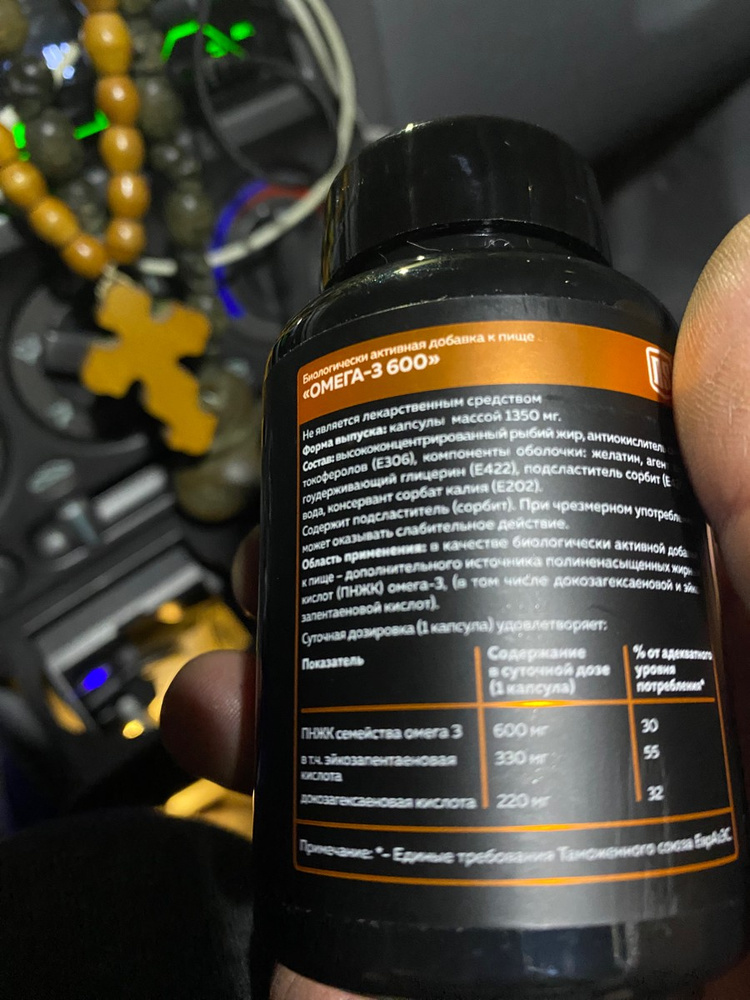 Биологически активная добавка к пище
«ОМЕГА-3 600»
Не является лекарственным средством
Форма выпуска: капсулы массой 1350 мг.
Состав: высококонцентрированный рыбий жир, антиокислитель
токоферолов (Е306), компоненты оболочки: желатин, аген
гоудерживающий глицерин (Е422), подсластитель сорбит
вода, консервант сорбат калия (Е202).
Содержит подсластитель (сорбит). При чрезмерном употребле
может оказывать слабительное действие.
Область применения: в качестве биологически активной доба
к пище – дополнительного источника полиненасыщенных жирн
кислот (ПНЖК) омега-3, (в том числе докозагексаеновой и эйко
запентаеновой кислот).
Суточная дозировка (1 капсула) удовлетворяет:
Показатель
Содержание
в суточной дозе
(1 капсула)
% от адекватного
уровня
потребления*
ПНЖК семейства омега 3 600 мг 30
в т.ч. эйкозапентаеновая
кислота 330 мг 55
докозагексаеновая кислота 220 мг 32
Примечание: *- Единые требования Таможенного союза ЕврАзЭС